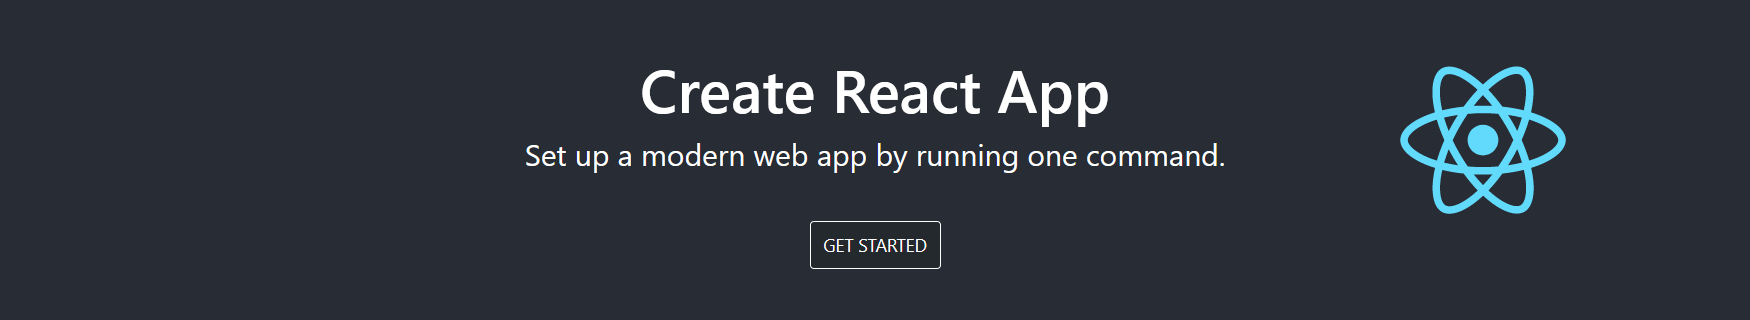 Create React App
Set up a modern web app by running one command.
GET STARTED